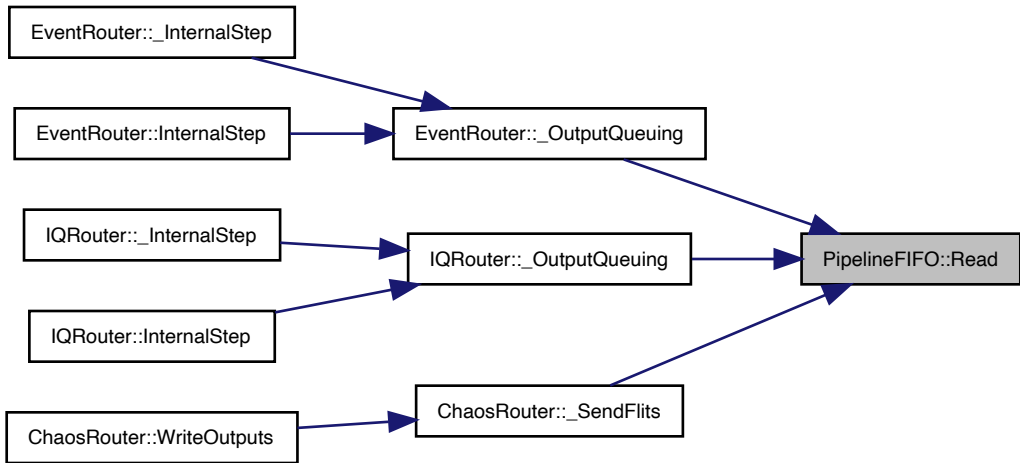 EventRouter::_InternalStep
EventRouter::InternalStep
EventRouter::_OutputQueuing
IQRouter::_InternalStep
IQRouter::_OutputQueuing
PipelineFIFO::Read
IQRouter::InternalStep
ChaosRouter::_SendFlits
ChaosRouter::WriteOutputs